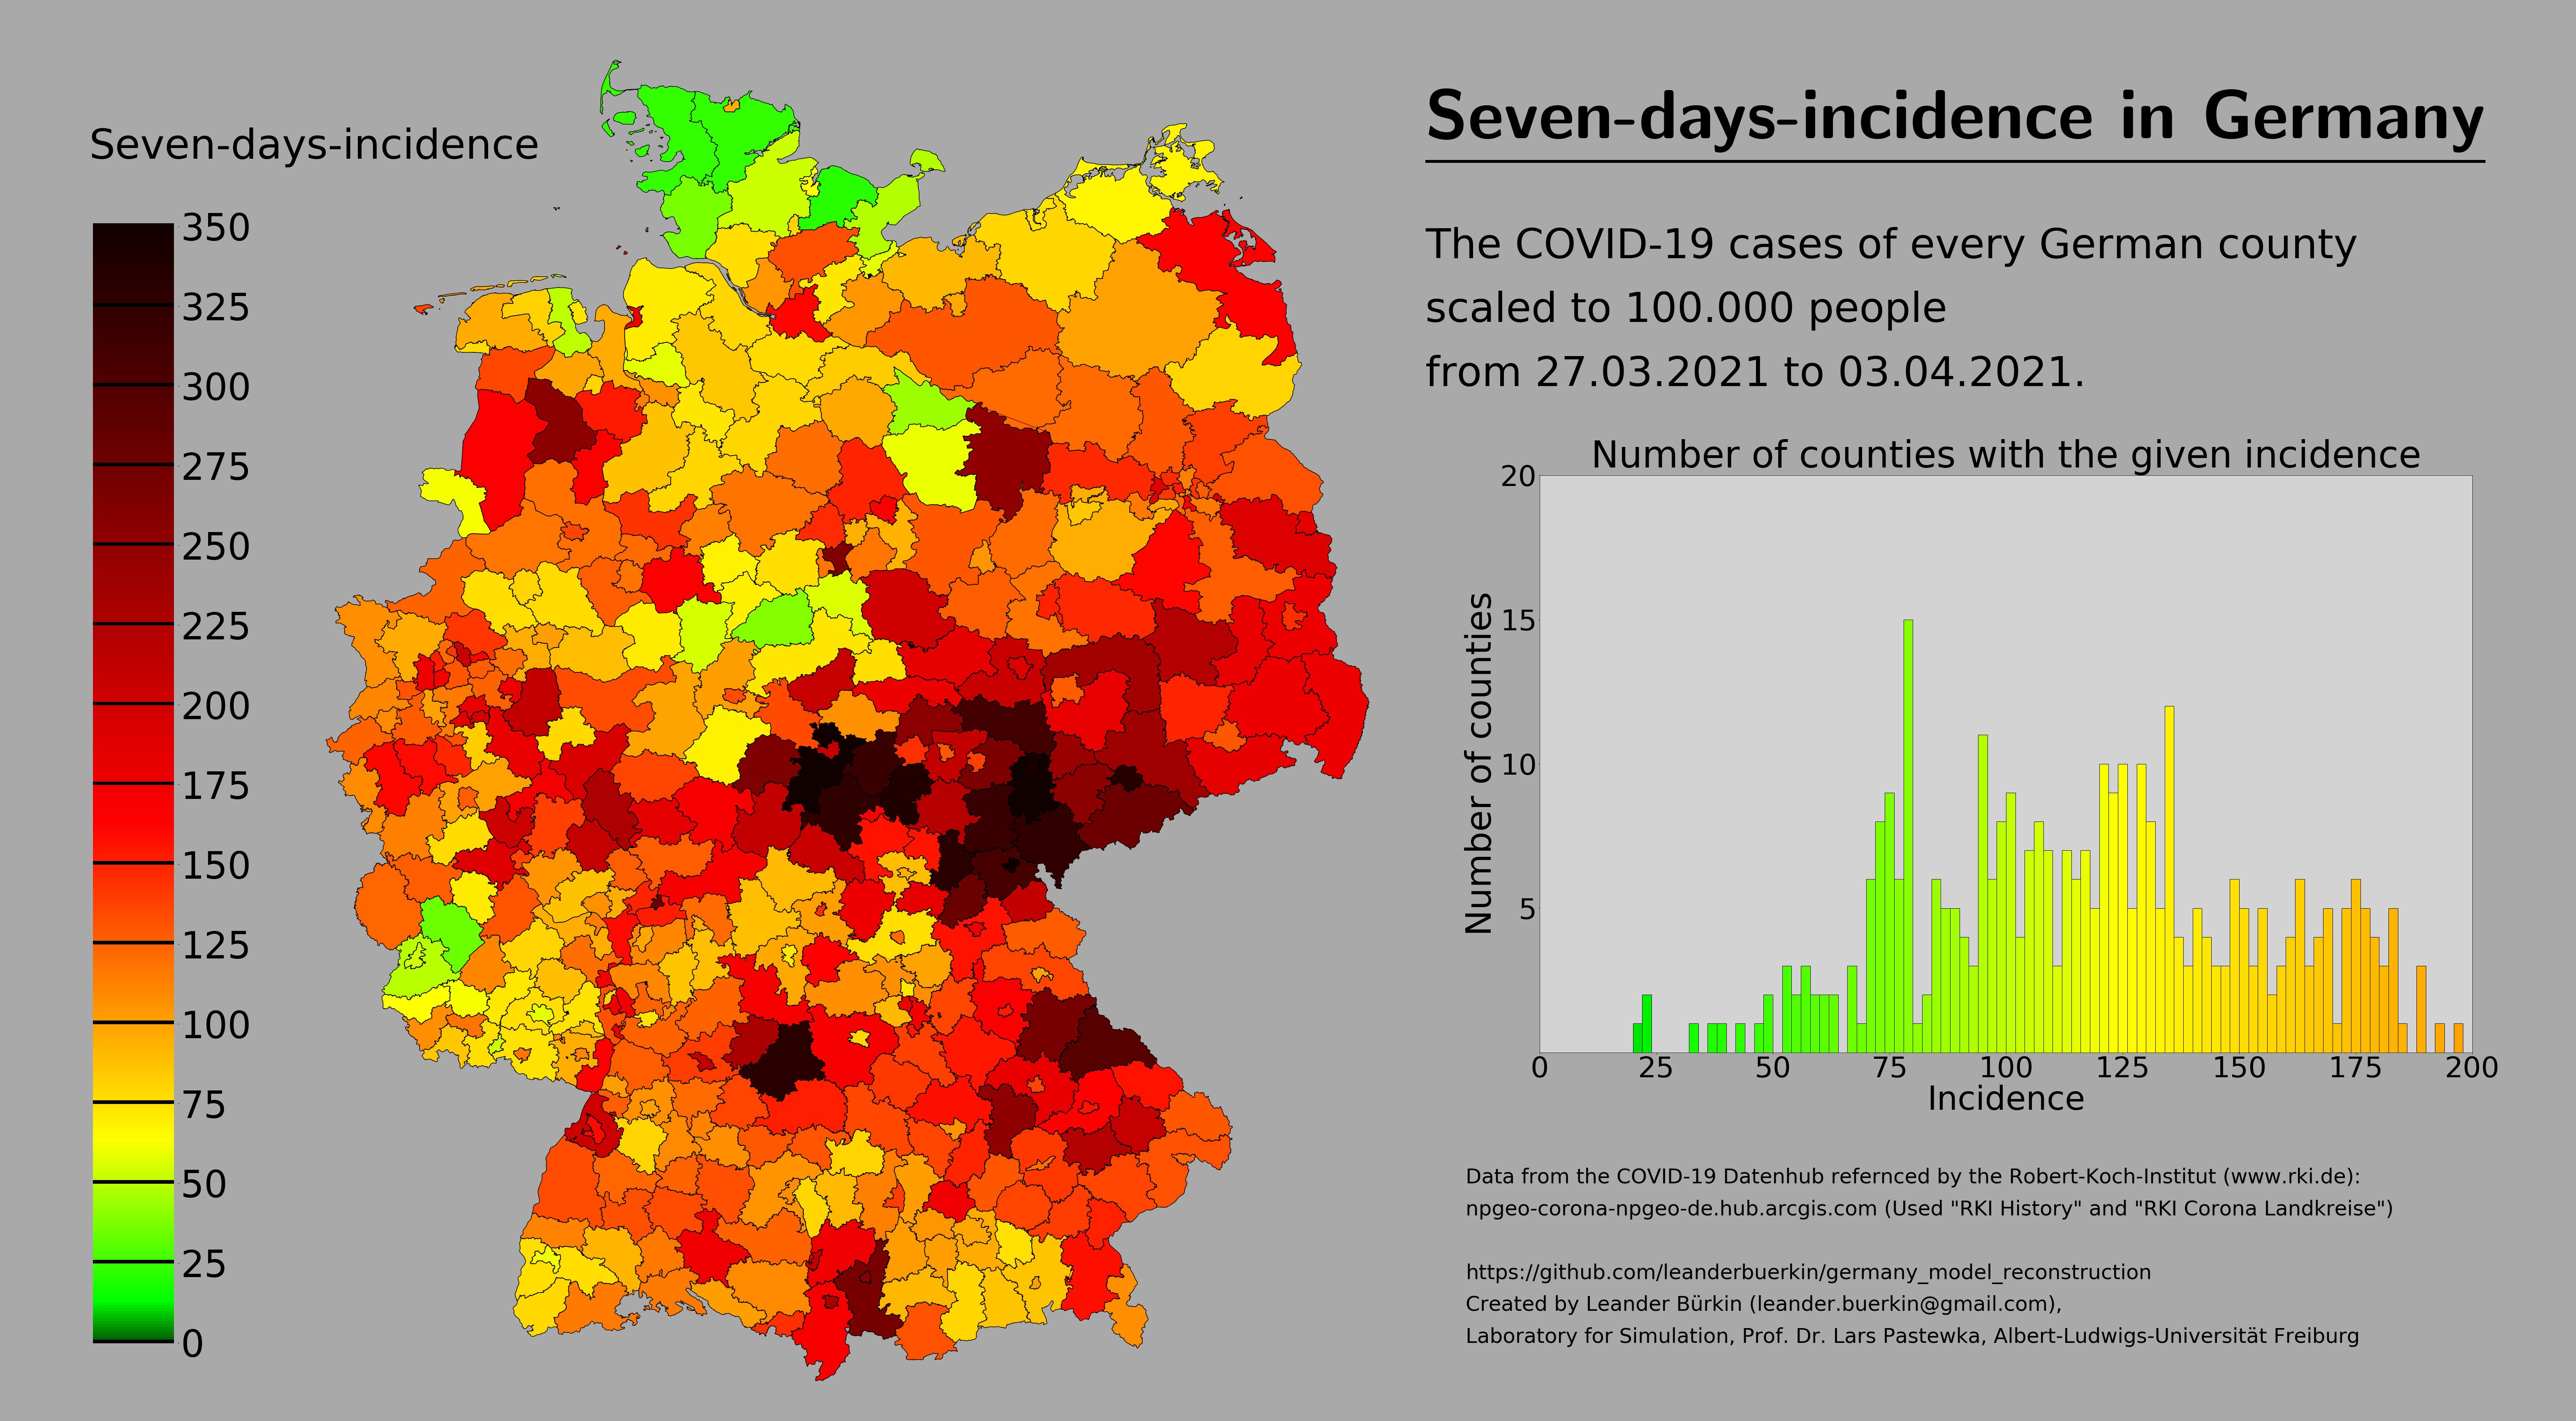 Seven-days-incidence in Germany
Seven-days-incidence
The COVID-19 cases of every German county
scaled to 100.000 people
from 27.03.2021 to 03.04.2021.
350
325
300
275
250
225
200
175
150
125
100
75
50
25
0
Number of counties with the given incidence
Number of counties
20
15
10
5
0 25 50 75 100 125 150 175 200
Incidence
Data from the COVID-19 Datenhub refernced by the Robert-Koch-Institut (www.rki.de):
npgeo-corona-npgeo-de.hub.arcgis.com (Used "RKI History" and "RKI Corona Landkreise")
https://github.com/leanderbuerkin/germany_model_reconstruction
Created by Leander Bürkin (leander.buerkin@gmail.com),
Laboratory for Simulation, Prof. Dr. Lars Pastewka, Albert-Ludwigs-Universität Freiburg